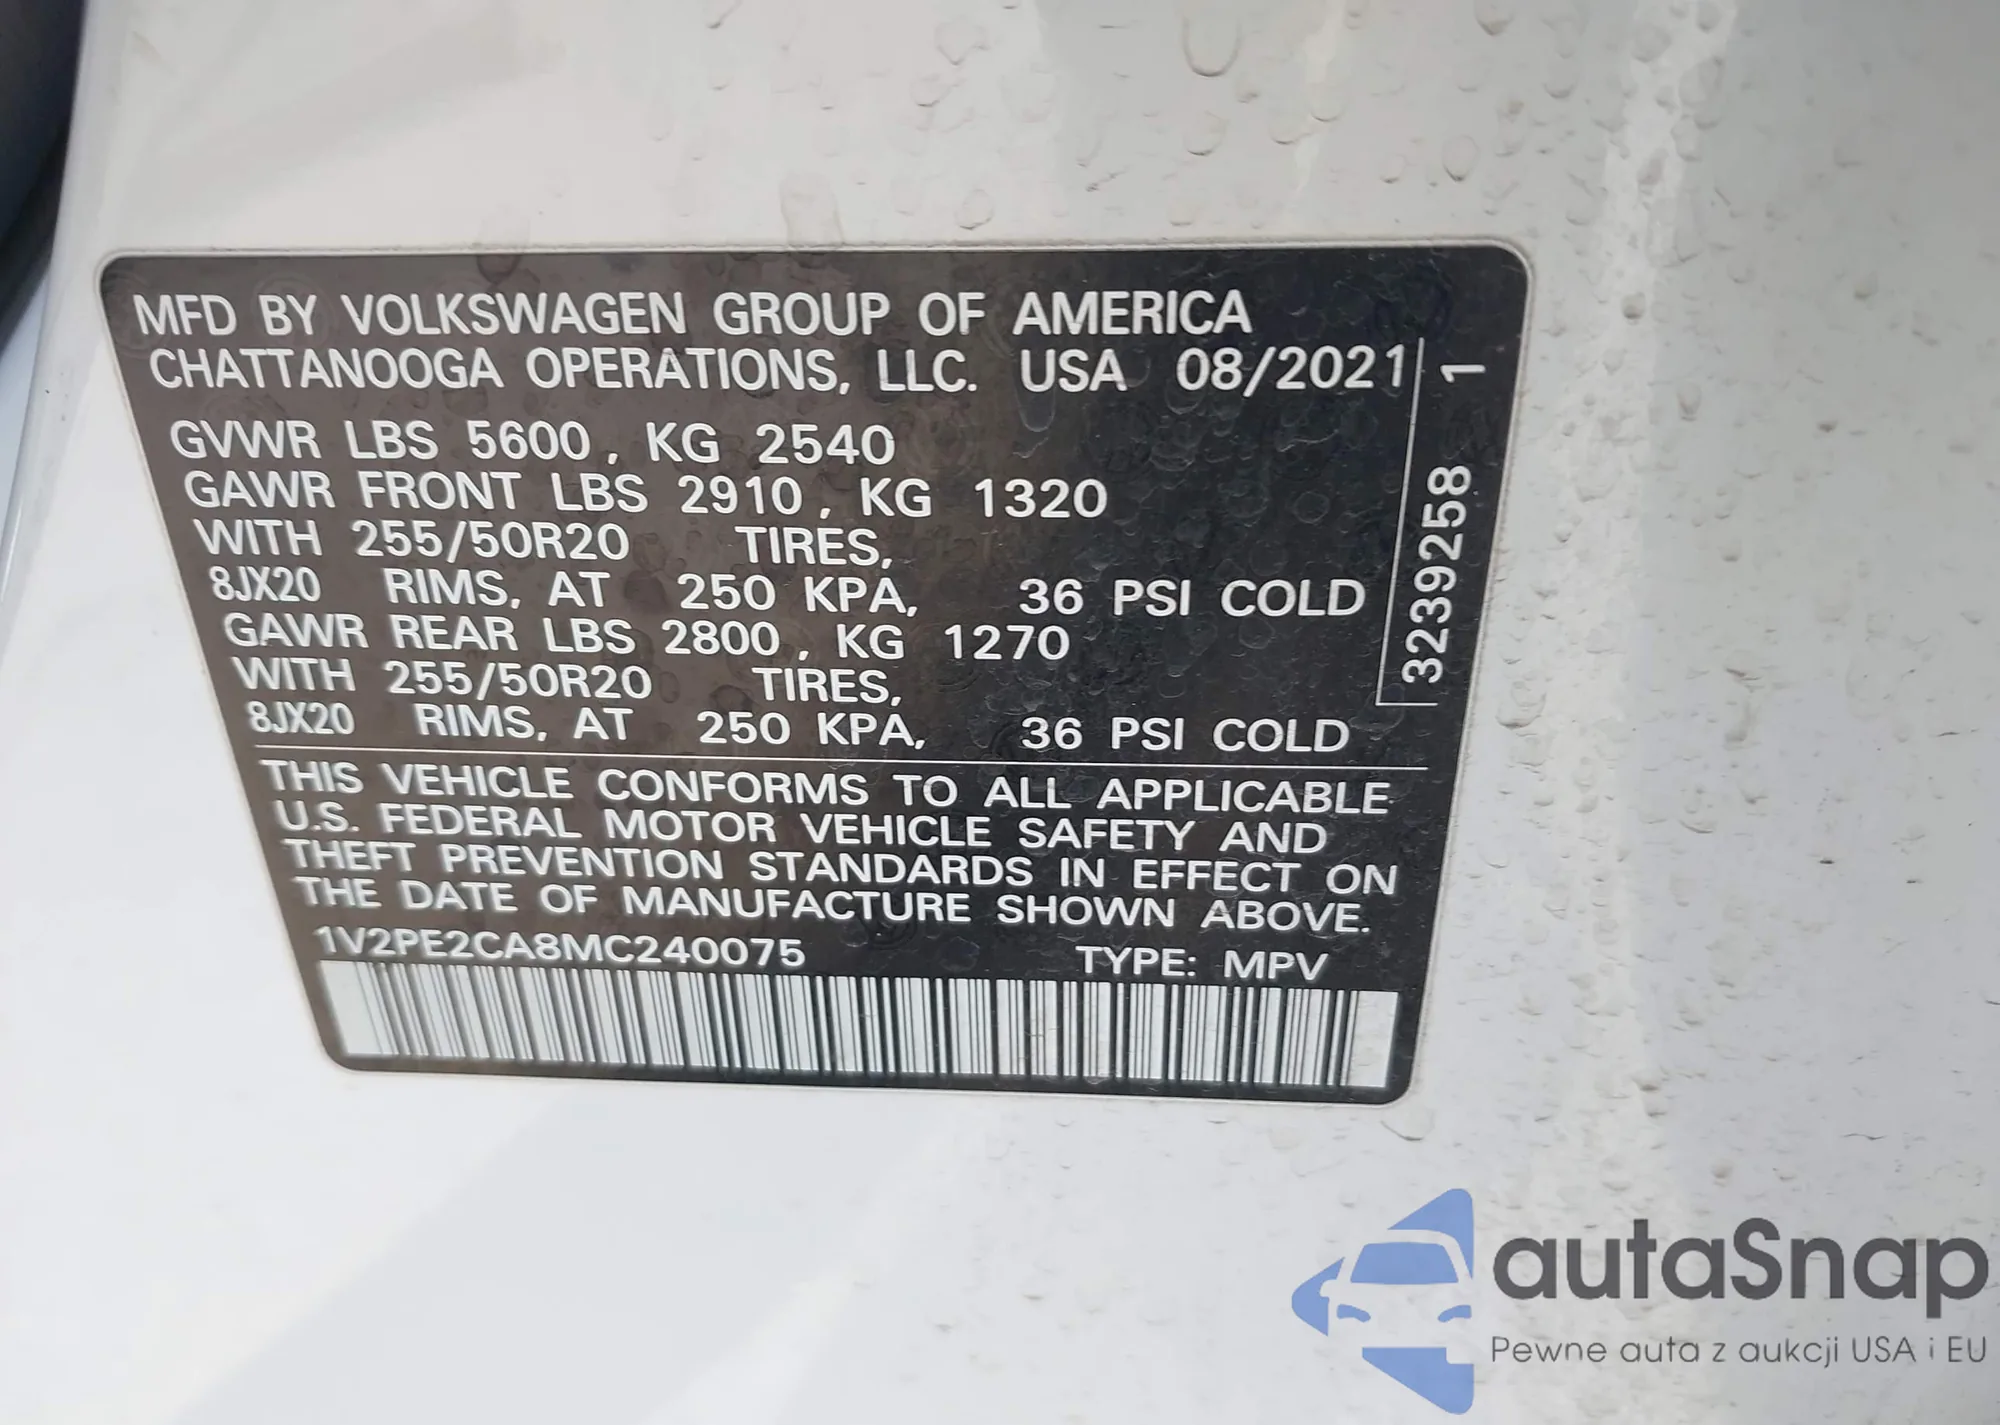 MFD BY VOLKSWAGEN GROUP OF AMERICA
CHATTANOOGA OPERATIONS, LLC. USA 08/2021
GVWR LBS 5600, KG 2540
GAWR FRONT LBS 2910, KG 1320
WITH 255/50R20 TIRES,
8JX20 RIMS, AT 250 KPA, 36 PSI COLD
GAWR REAR LBS 2800, KG 1270
WITH 255/50R20 TIRES,
8JX20 RIMS, AT 250 KPA, 36 PSI COLD
3239258 1
THIS VEHICLE CONFORMS TO ALL APPLICABLE
U.S. FEDERAL MOTOR VEHICLE SAFETY AND
THEFT PREVENTION STANDARDS IN EFFECT ON
THE DATE OF MANUFACTURE SHOWN ABOVE.
1V2PE2CA8MC240075 TYPE: MPV
autaSnap
Pewne auta z aukcji USA i EU